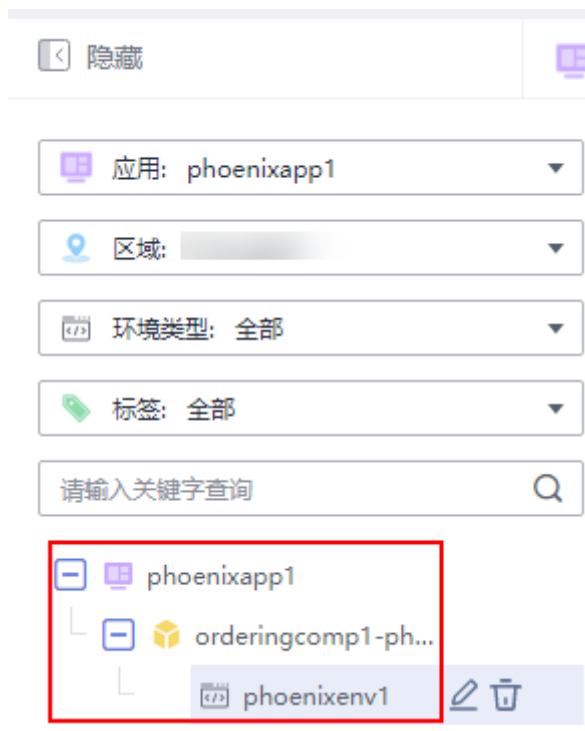 隐藏
应用: phoenixapp1
区域:
环境类型: 全部
标签: 全部
请输入关键字查询
phoenixapp1
orderingcomp1-ph...
phoenixenv1